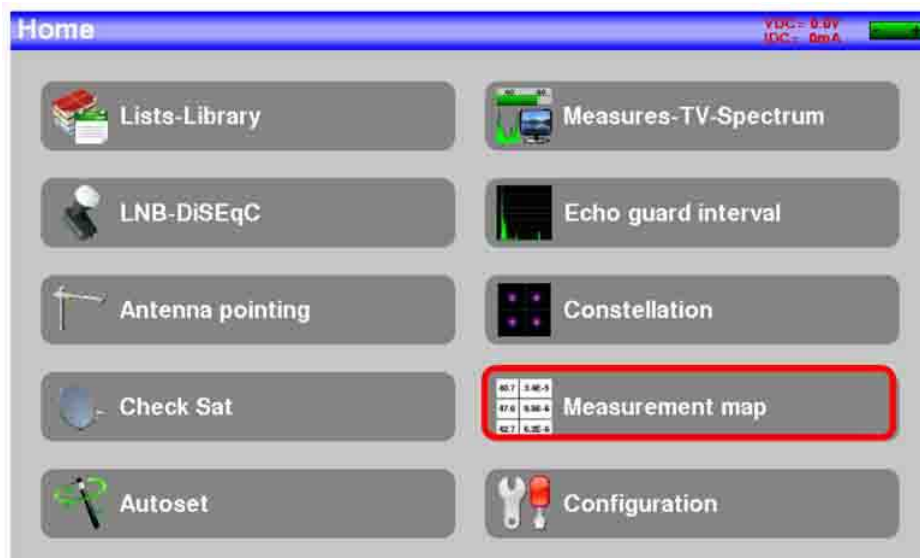 Home
VDC= 0.0V
IDC= 0mA
Lists-Library
Measures-TV-Spectrum
LNB-DiSEqC
Echo guard interval
Antenna pointing
Constellation
Check Sat
Measurement map
Autoset
Configuration